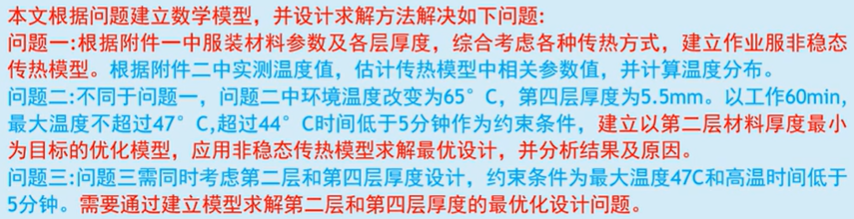 本文根据问题建立数学模型，并设计求解方法解决如下问题:
问题一:根据附件一中服装材料参数及各层厚度，综合考虑各种传热方式，建立作业服非稳态
传热模型。根据附件二中实测温度值，估计传热模型中相关参数值，并计算温度分布。
问题二:不同于问题一，问题二中环境温度改变为65°C，第四层厚度为5.5mm。以工作60min,
最大温度不超过47°C,超过44°C时间低于5分钟作为约束条件，建立以第二层材料厚度最小
为目标的优化模型，应用非稳态传热模型求解最优设计，并分析结果及原因。
问题三:问题三需同时考虑第二层和第四层厚度设计，约束条件为最大温度47C和高温时间低于
5分钟。需要通过建立模型求解第二层和第四层厚度的最优化设计问题。